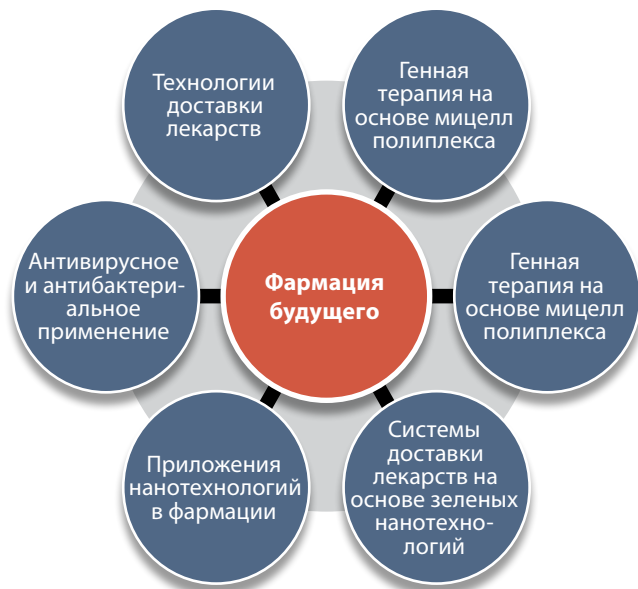 Технологии
доставки
лекарств
Генная
терапия на
основе мицелл
полиплекса
Антивирусное
и антибактери-
альное
применение
Фармация
будущего
Генная
терапия на
основе мицелл
полиплекса
Приложения
нанотехнологий
в фармации
Системы
доставки
лекарств на
основе зеленых
нанотехно-
логий